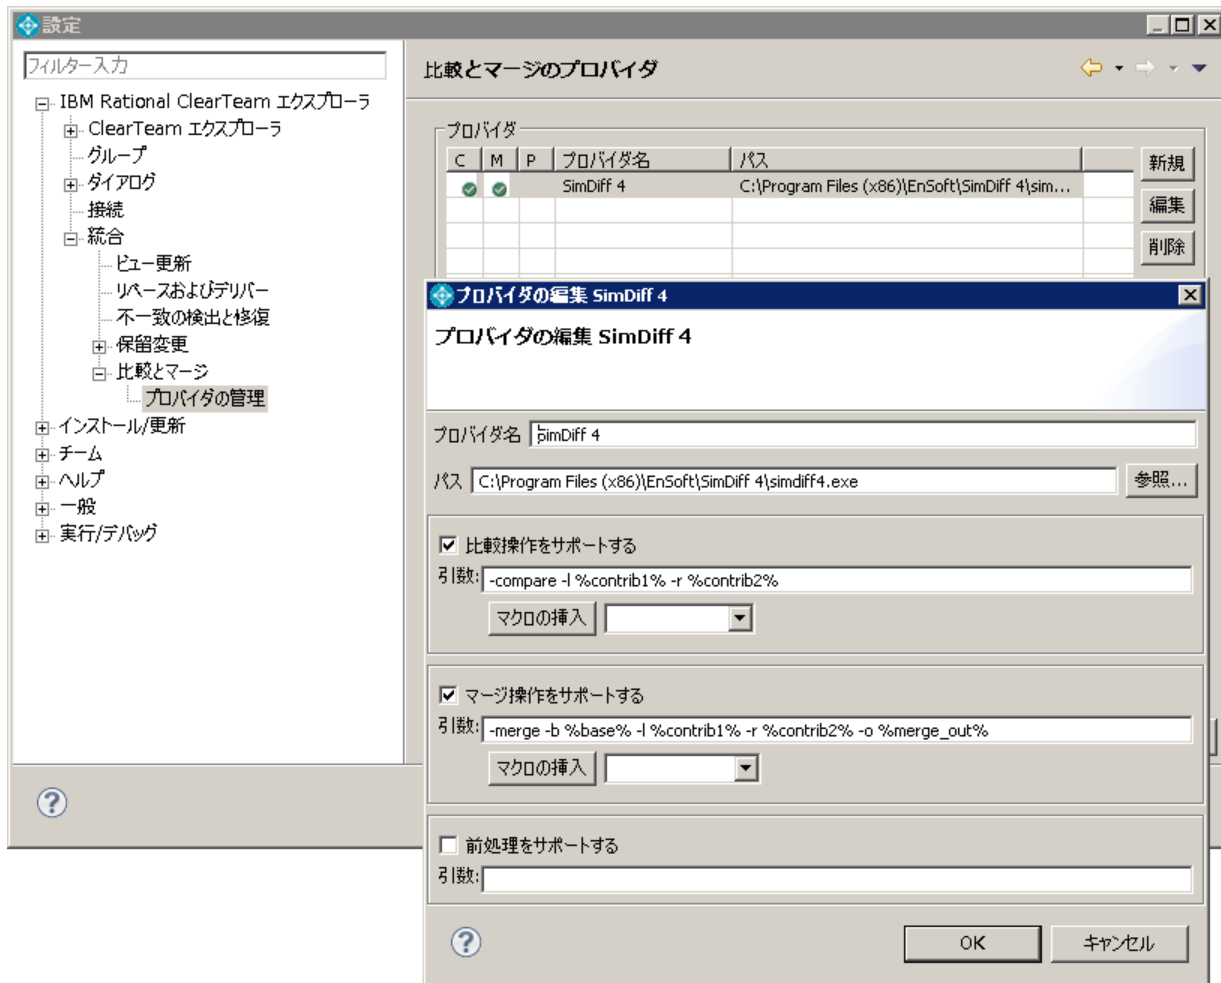 設定
フィルター入力
IBM Rational ClearTeam エクスプローラ
ClearTeam エクスプローラ
グループ
ダイアログ
接続
統合
ビュー更新
リベースおよびデリバー
不一致の検出と修復
保留変更
比較とマージ
プロバイダの管理
インストール/更新
チーム
ヘルプ
一般
実行/デバッグ
比較とマージのプロバイダ
プロバイダ
C M P プロバイダ名 パス
SimDiff 4 C:\Program Files (x86)\EnSoft\SimDiff 4\sim...
新規
編集
削除
プロバイダの編集 SimDiff 4
プロバイダの編集 SimDiff 4
プロバイダ名 SimDiff 4
パス C:\Program Files (x86)\EnSoft\SimDiff 4\simdiff4.exe 参照...
比較操作をサポートする
引数: -compare -l %contrib1% -r %contrib2%
マクロの挿入
マージ操作をサポートする
引数: -merge -b %base% -l %contrib1% -r %contrib2% -o %merge_out%
マクロの挿入
前処理をサポートする
引数:
OK キャンセル